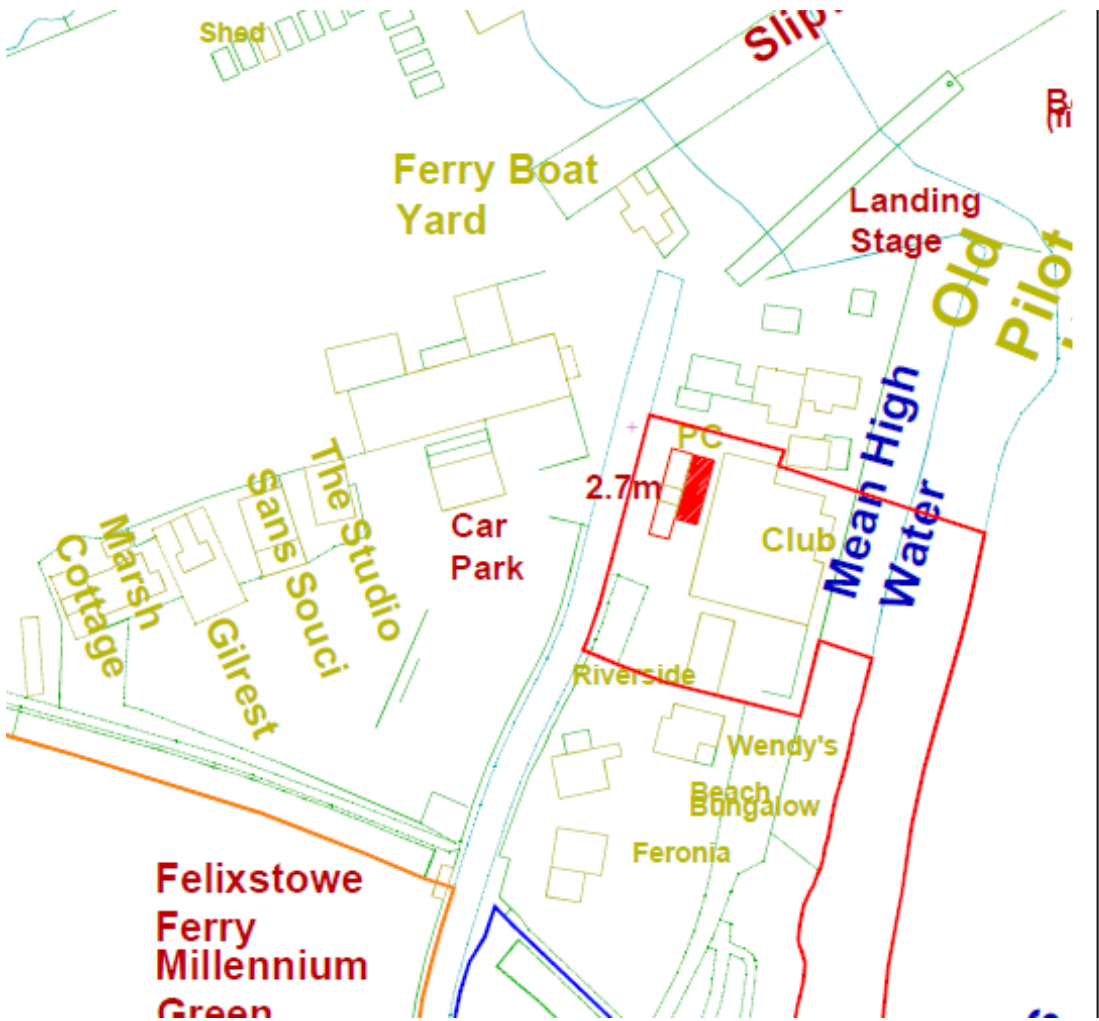 Shed
Slip
Ferry Boat
Yard
Landing
Stage
Old
Pilot
PC
2.7m
Club
Mean High
Water
Car
Park
The Studio
Sans Souci
Gilrest
Marsh
Cottage
Riverside
Wendy's
Beach
Bungalow
Feronia
Felixstowe
Ferry
Millennium
Green